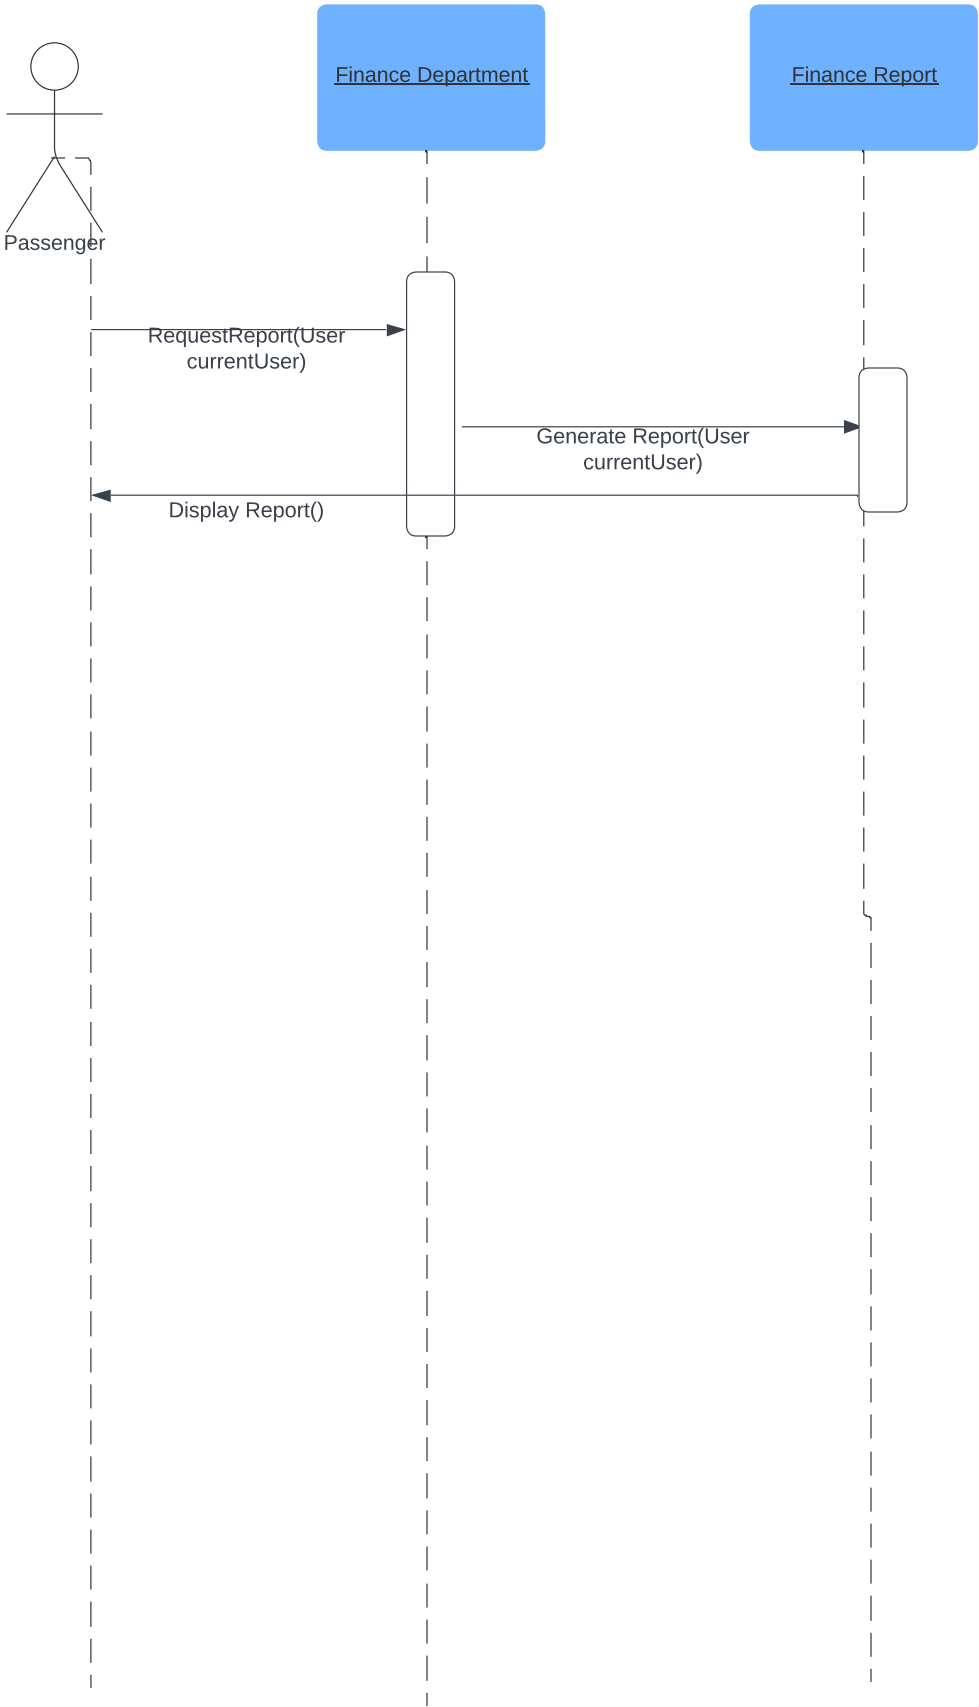 Finance Department
Finance Report
Passenger
RequestReport(User
currentUser)
Generate Report(User
currentUser)
Display Report()